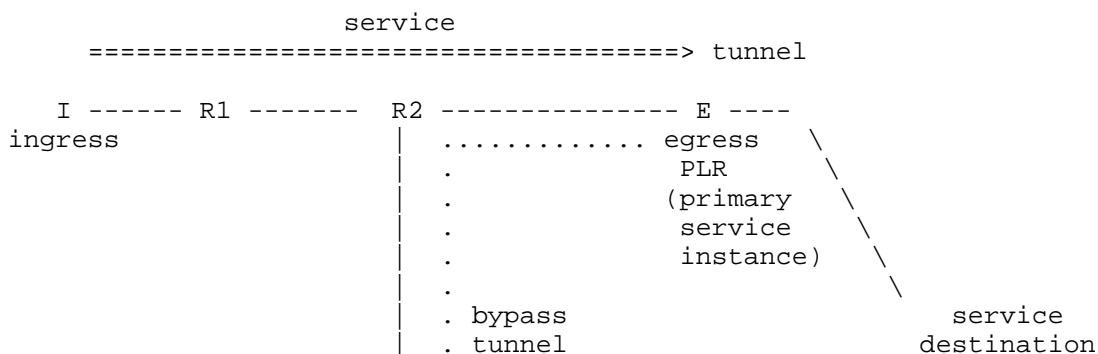 service
=====================================> tunnel
I ------ R1 ------- R2 --------------- E ----
ingress | ............. egress \
| . PLR \
| . (primary \
| . service \
| . instance) \
| . \
| . bypass service
| . tunnel destination